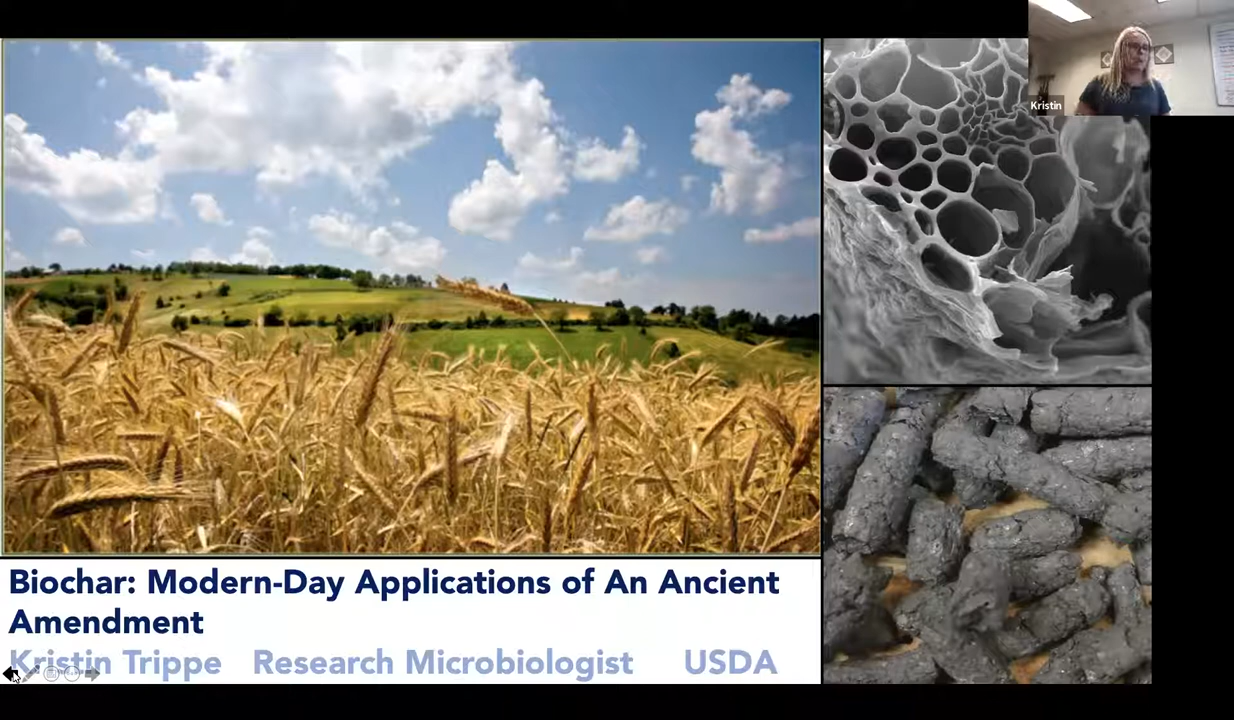 Kristin
Biochar: Modern-Day Applications of An Ancient
Amendment
Kristin Trippe Research Microbiologist USDA